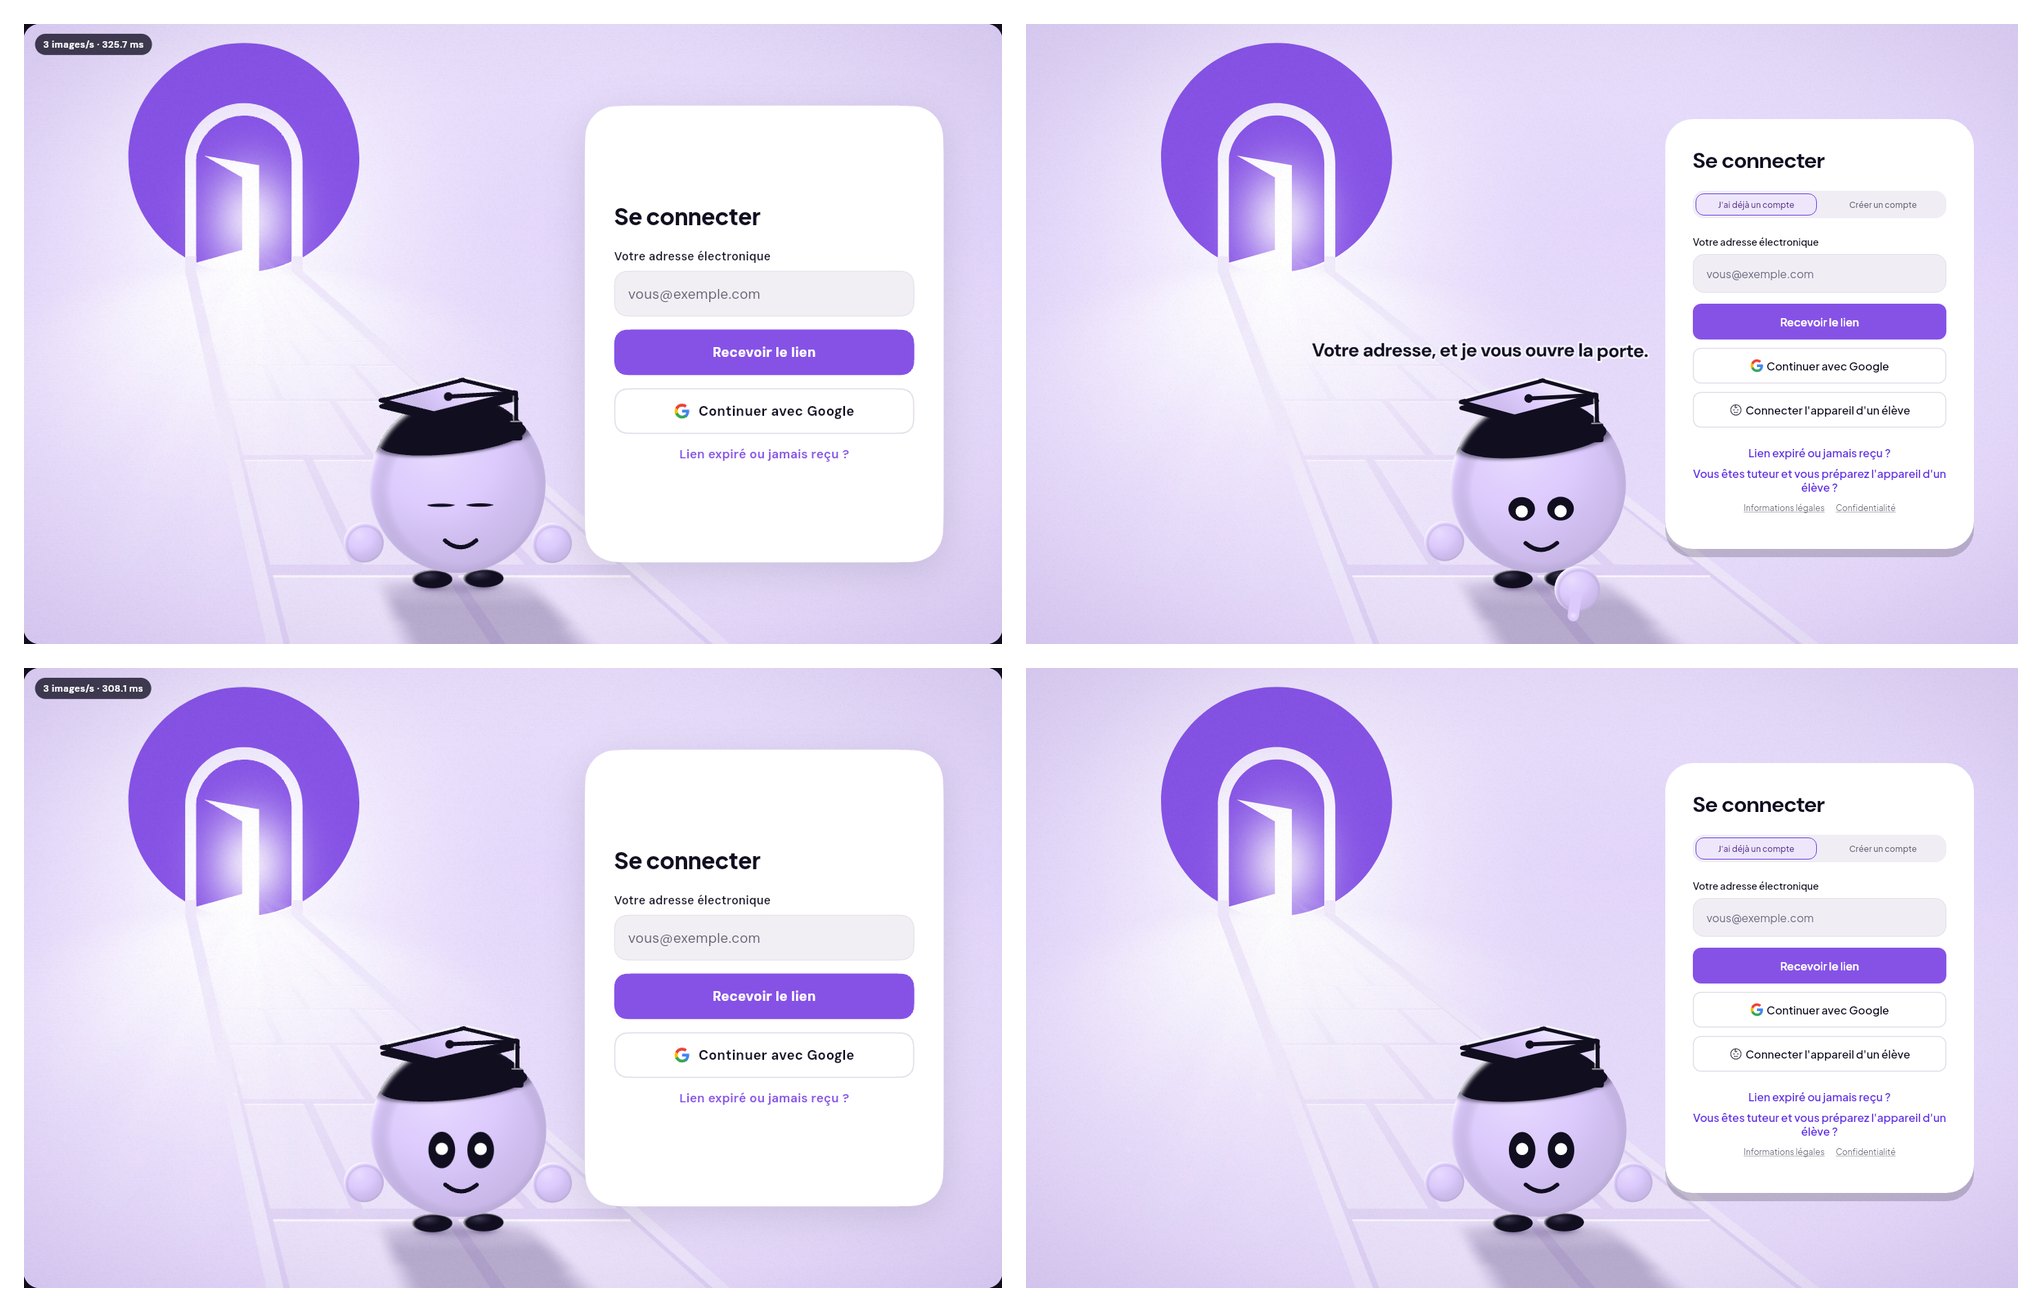 3 images/s · 325.7 ms
Se connecter
Votre adresse électronique
vous@exemple.com
Recevoir le lien
Continuer avec Google
Lien expiré ou jamais reçu ?
Votre adresse, et je vous ouvre la porte.
Se connecter
J'ai déjà un compte
Créer un compte
Votre adresse électronique
vous@exemple.com
Recevoir le lien
Continuer avec Google
Connecter l'appareil d'un élève
Lien expiré ou jamais reçu ?
Vous êtes tuteur et vous préparez l'appareil d'un
élève ?
Informations légales
Confidentialité
3 images/s · 308.1 ms
Se connecter
Votre adresse électronique
vous@exemple.com
Recevoir le lien
Continuer avec Google
Lien expiré ou jamais reçu ?
Se connecter
J'ai déjà un compte
Créer un compte
Votre adresse électronique
vous@exemple.com
Recevoir le lien
Continuer avec Google
Connecter l'appareil d'un élève
Lien expiré ou jamais reçu ?
Vous êtes tuteur et vous préparez l'appareil d'un
élève ?
Informations légales
Confidentialité